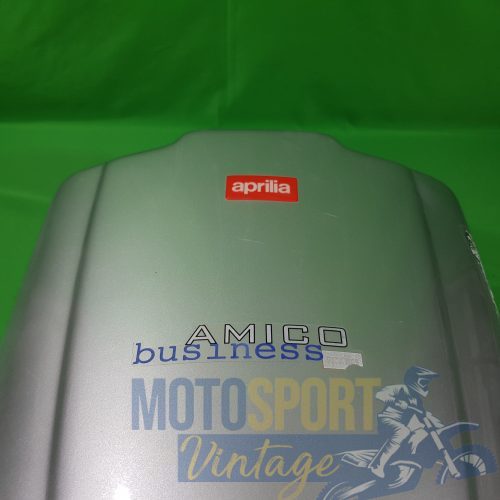 aprilia
AMICO
business
MOTOSPORT
Vintage